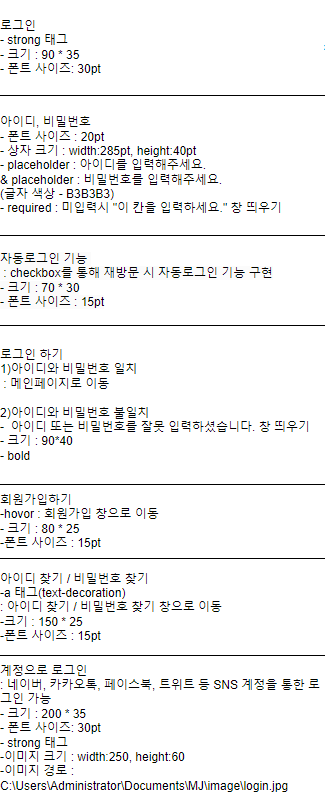 로그인
- strong 태그
- 크기 : 90 * 35
- 폰트 사이즈: 30pt
아이디, 비밀번호
- 폰트 사이즈 : 20pt
- 상자 크기 : width:285pt, height:40pt
- placeholder : 아이디를 입력해주세요.
& placeholder : 비밀번호를 입력해주세요.
(글자 색상 - B3B3B3)
- required : 미입력시 "이 칸을 입력하세요." 창 띄우기
자동로그인 기능
: checkbox를 통해 재방문 시 자동로그인 기능 구현
- 크기 : 70 * 30
- 폰트 사이즈 : 15pt
로그인 하기
1)아이디와 비밀번호 일치
: 메인페이지로 이동
2)아이디와 비밀번호 불일치
- 아이디 또는 비밀번호를 잘못 입력하셨습니다. 창 띄우기
- 크기 : 90*40
- bold
회원가입하기
-hovor : 회원가입 창으로 이동
- 크기 : 80 * 25
-폰트 사이즈 : 15pt
아이디 찾기 / 비밀번호 찾기
-a 태그(text-decoration)
: 아이디 찾기 / 비밀번호 찾기 창으로 이동
-크기 : 150 * 25
-폰트 사이즈 : 15pt
계정으로 로그인
: 네이버, 카카오톡, 페이스북, 트위트 등 SNS 계정을 통한 로
그인 가능
- 크기 : 200 * 35
- 폰트 사이즈: 30pt
- strong 태그
-이미지 크기 : width:250, height:60
-이미지 경로 :
C:\Users\Administrator\Documents\MJ\image\login.jpg